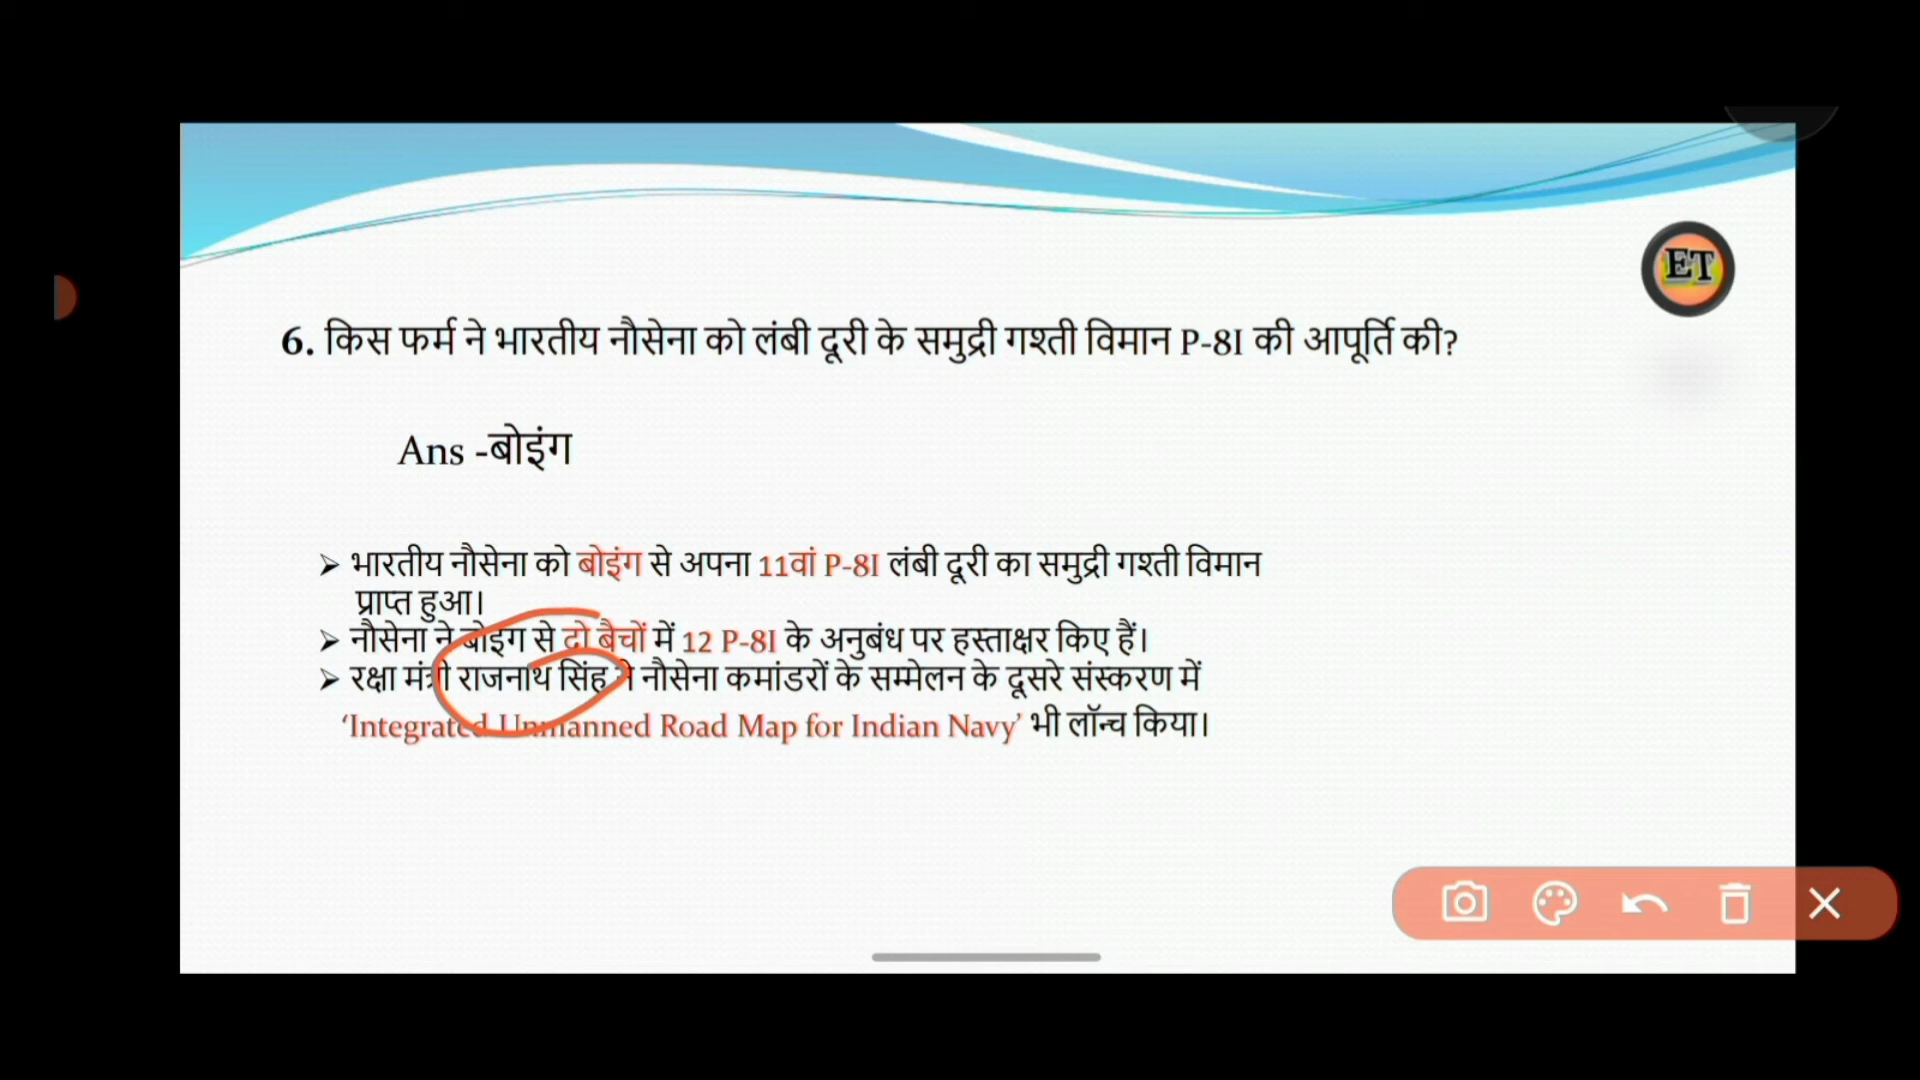 ET
6. किस फर्म ने भारतीय नौसेना को लंबी दूरी के समुद्री गश्ती विमान P-8I की आपूर्ति की?
Ans -बोइंग
➢ भारतीय नौसेना को बोइंग से अपना 11वां P-8I लंबी दूरी का समुद्री गश्ती विमान
प्राप्त हुआ।
➢ नौसेना ने बोइंग से दो बैचों में 12 P-8I के अनुबंध पर हस्ताक्षर किए हैं।
➢ रक्षा मंत्री राजनाथ सिंह ने नौसेना कमांडरों के सम्मेलन के दूसरे संस्करण में
‘Integrated Unmanned Road Map for Indian Navy’ भी लॉन्च किया।